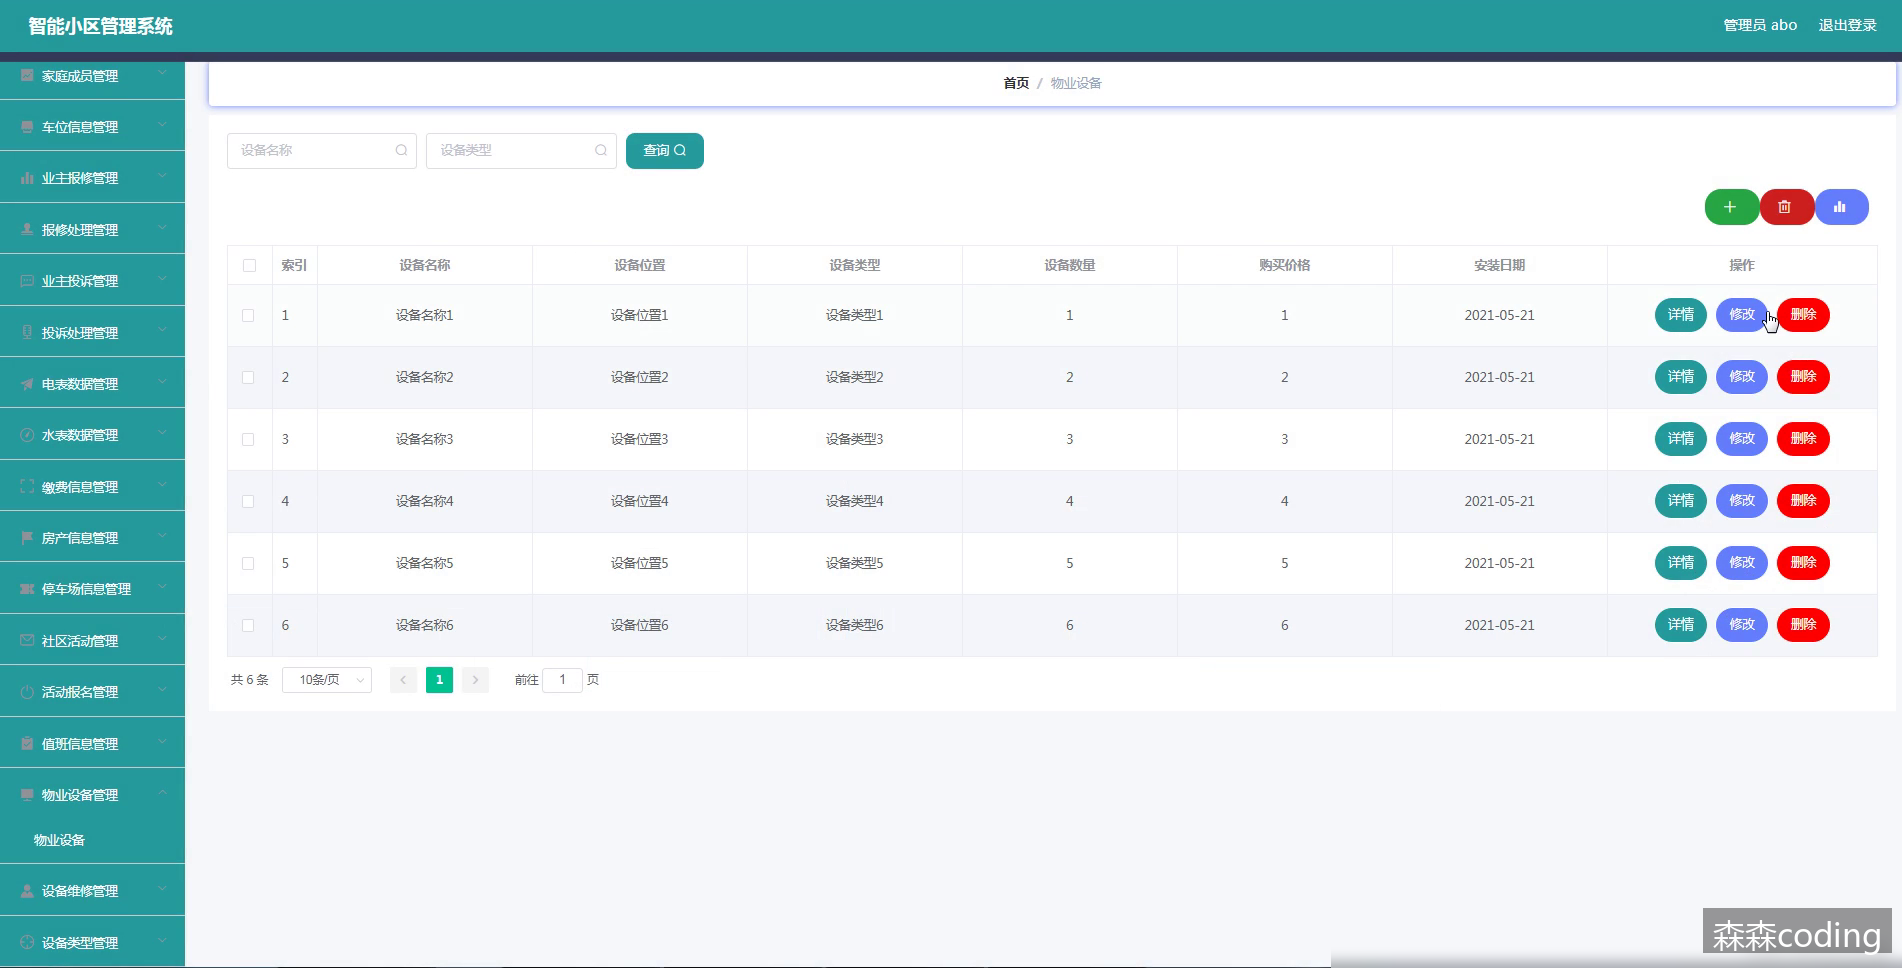 智能小区管理系统
管理员 abo 退出登录
家庭成员管理
车位信息管理
业主报修管理
报修处理管理
业主投诉管理
投诉处理管理
电表数据管理
水表数据管理
缴费信息管理
房产信息管理
停车场信息管理
社区活动管理
活动报名管理
值班信息管理
物业设备管理
物业设备
设备维修管理
设备类型管理
首页 / 物业设备
设备名称 设备类型 查询
索引 设备名称 设备位置 设备类型 设备数量 购买价格 安装日期 操作
1 设备名称1 设备位置1 设备类型1 1 1 2021-05-21 详情 修改 删除
2 设备名称2 设备位置2 设备类型2 2 2 2021-05-21 详情 修改 删除
3 设备名称3 设备位置3 设备类型3 3 3 2021-05-21 详情 修改 删除
4 设备名称4 设备位置4 设备类型4 4 4 2021-05-21 详情 修改 删除
5 设备名称5 设备位置5 设备类型5 5 5 2021-05-21 详情 修改 删除
6 设备名称6 设备位置6 设备类型6 6 6 2021-05-21 详情 修改 删除
共 6 条 10条/页 1 前往 1 页
森森coding